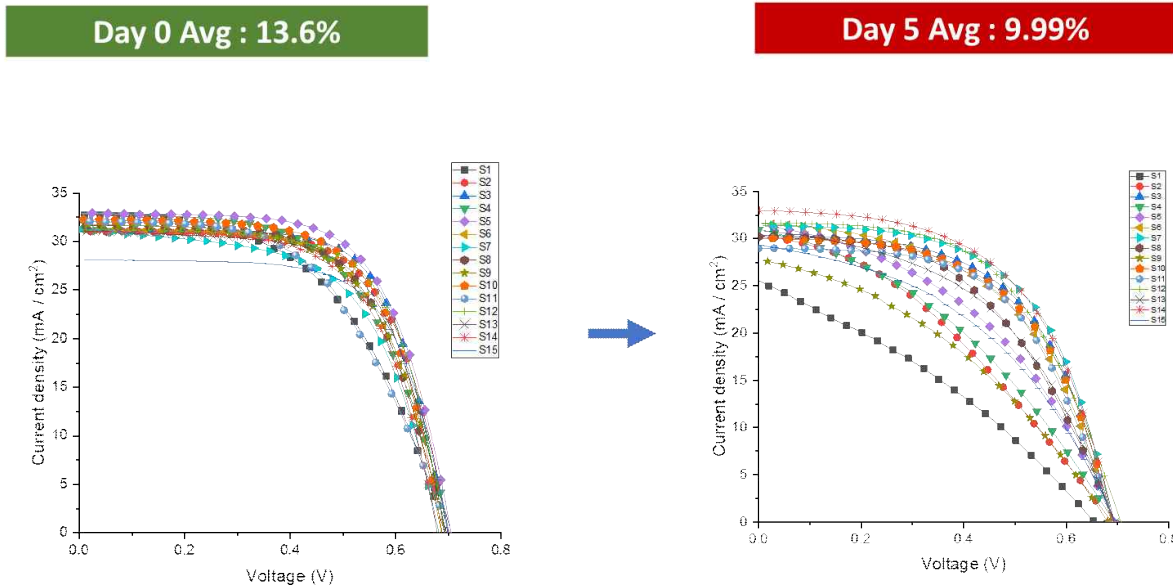 Day 0 Avg : 13.6%
Day 5 Avg : 9.99%
35
30
25
20
15
10
5
0
Current density (mA / cm²)
0.0 0.2 0.4 0.6 0.8
Voltage (V)
S1
S2
S3
S4
S5
S6
S7
S8
S9
S10
S11
S12
S13
S14
S15
35
30
25
20
15
10
5
0
Current density (mA / cm²)
0.0 0.2 0.4 0.6 0.8
Voltage (V)
S1
S2
S3
S4
S5
S6
S7
S8
S9
S10
S11
S12
S13
S14
S15